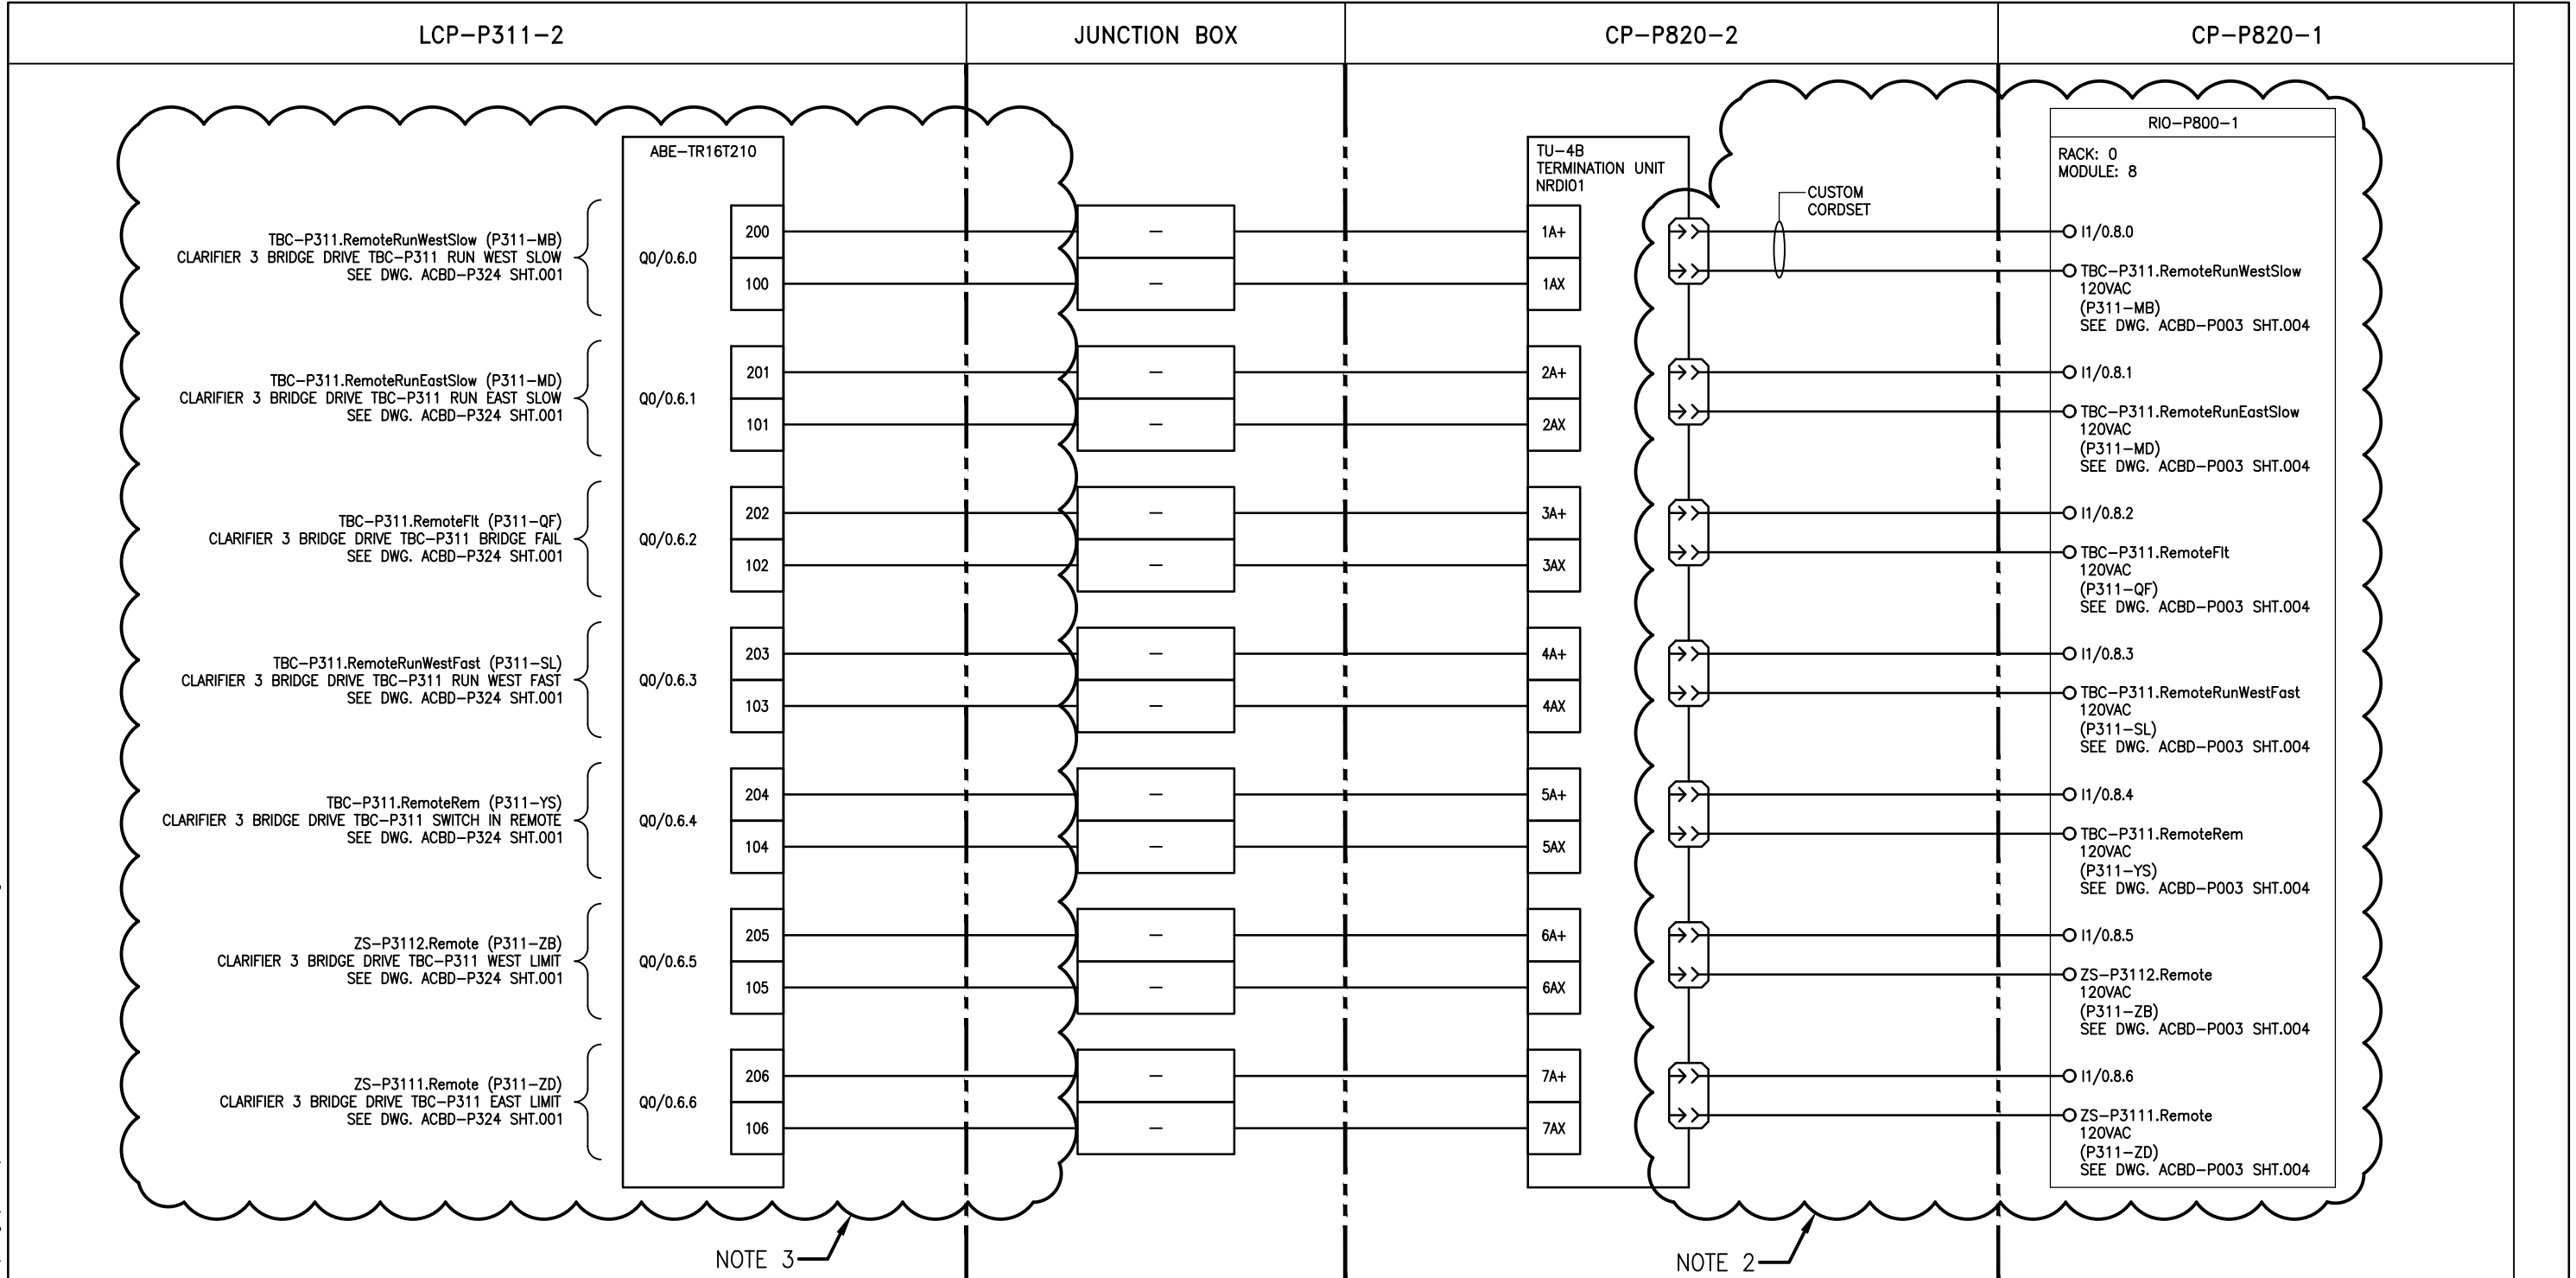 LCP-P311-2
JUNCTION BOX
CP-P820-2
CP-P820-1
ABE-TR16T210
TBC-P311.RemoteRunWestSlow (P311-MB)
CLARIFIER 3 BRIDGE DRIVE TBC-P311 RUN WEST SLOW
SEE DWG. ACBD-P324 SHT.001
Q0/0.6.0
200
100
TBC-P311.RemoteRunEastSlow (P311-MD)
CLARIFIER 3 BRIDGE DRIVE TBC-P311 RUN EAST SLOW
SEE DWG. ACBD-P324 SHT.001
Q0/0.6.1
201
101
TBC-P311.RemoteFlt (P311-QF)
CLARIFIER 3 BRIDGE DRIVE TBC-P311 BRIDGE FAIL
SEE DWG. ACBD-P324 SHT.001
Q0/0.6.2
202
102
TBC-P311.RemoteRunWestFast (P311-SL)
CLARIFIER 3 BRIDGE DRIVE TBC-P311 RUN WEST FAST
SEE DWG. ACBD-P324 SHT.001
Q0/0.6.3
203
103
TBC-P311.RemoteRem (P311-YS)
CLARIFIER 3 BRIDGE DRIVE TBC-P311 SWITCH IN REMOTE
SEE DWG. ACBD-P324 SHT.001
Q0/0.6.4
204
104
ZS-P3112.Remote (P311-ZB)
CLARIFIER 3 BRIDGE DRIVE TBC-P311 WEST LIMIT
SEE DWG. ACBD-P324 SHT.001
Q0/0.6.5
205
105
ZS-P3111.Remote (P311-ZD)
CLARIFIER 3 BRIDGE DRIVE TBC-P311 EAST LIMIT
SEE DWG. ACBD-P324 SHT.001
Q0/0.6.6
206
106
NOTE 3
-
-
-
-
-
-
-
-
-
-
-
-
-
-
TU-4B
TERMINATION UNIT
NRDI01
1A+
1AX
2A+
2AX
3A+
3AX
4A+
4AX
5A+
5AX
6A+
6AX
7A+
7AX
CUSTOM
CORDSET
NOTE 2
RIO-P800-1
RACK: 0
MODULE: 8
I1/0.8.0
TBC-P311.RemoteRunWestSlow
120VAC
(P311-MB)
SEE DWG. ACBD-P003 SHT.004
I1/0.8.1
TBC-P311.RemoteRunEastSlow
120VAC
(P311-MD)
SEE DWG. ACBD-P003 SHT.004
I1/0.8.2
TBC-P311.RemoteFlt
120VAC
(P311-QF)
SEE DWG. ACBD-P003 SHT.004
I1/0.8.3
TBC-P311.RemoteRunWestFast
120VAC
(P311-SL)
SEE DWG. ACBD-P003 SHT.004
I1/0.8.4
TBC-P311.RemoteRem
120VAC
(P311-YS)
SEE DWG. ACBD-P003 SHT.004
I1/0.8.5
ZS-P3112.Remote
120VAC
(P311-ZB)
SEE DWG. ACBD-P003 SHT.004
I1/0.8.6
ZS-P3111.Remote
120VAC
(P311-ZD)
SEE DWG. ACBD-P003 SHT.004